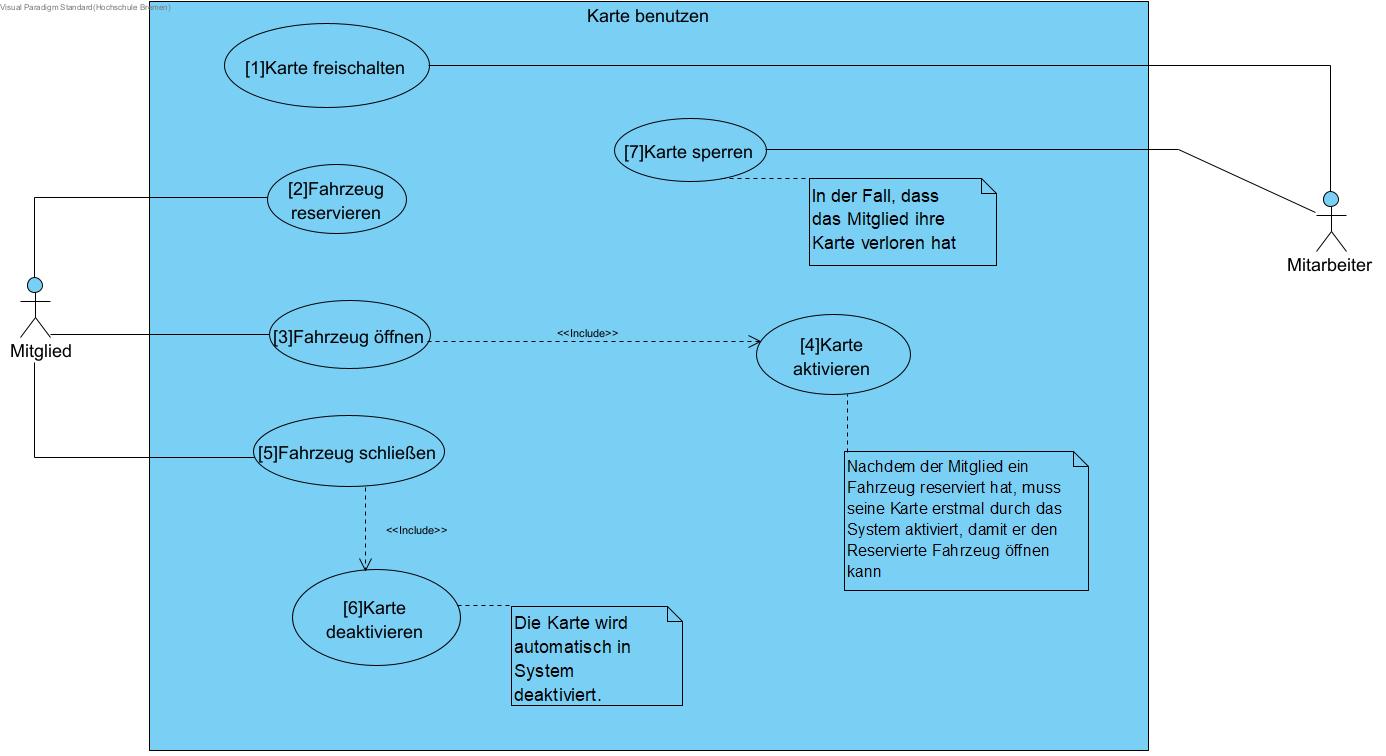 Visual Paradigm Standard(Hochschule Bremen)
Karte benutzen
[1]Karte freischalten
[7]Karte sperren
[2]Fahrzeug
reservieren
In der Fall, dass
das Mitglied ihre
Karte verloren hat
Mitarbeiter
Mitglied
[3]Fahrzeug öffnen
<<Include>>
[4]Karte
aktivieren
[5]Fahrzeug schließen
Nachdem der Mitglied ein
Fahrzeug reserviert hat, muss
seine Karte erstmal durch das
System aktiviert, damit er den
Reservierte Fahrzeug öffnen
kann
<<Include>>
[6]Karte
deaktivieren
Die Karte wird
automatisch in
System
deaktiviert.